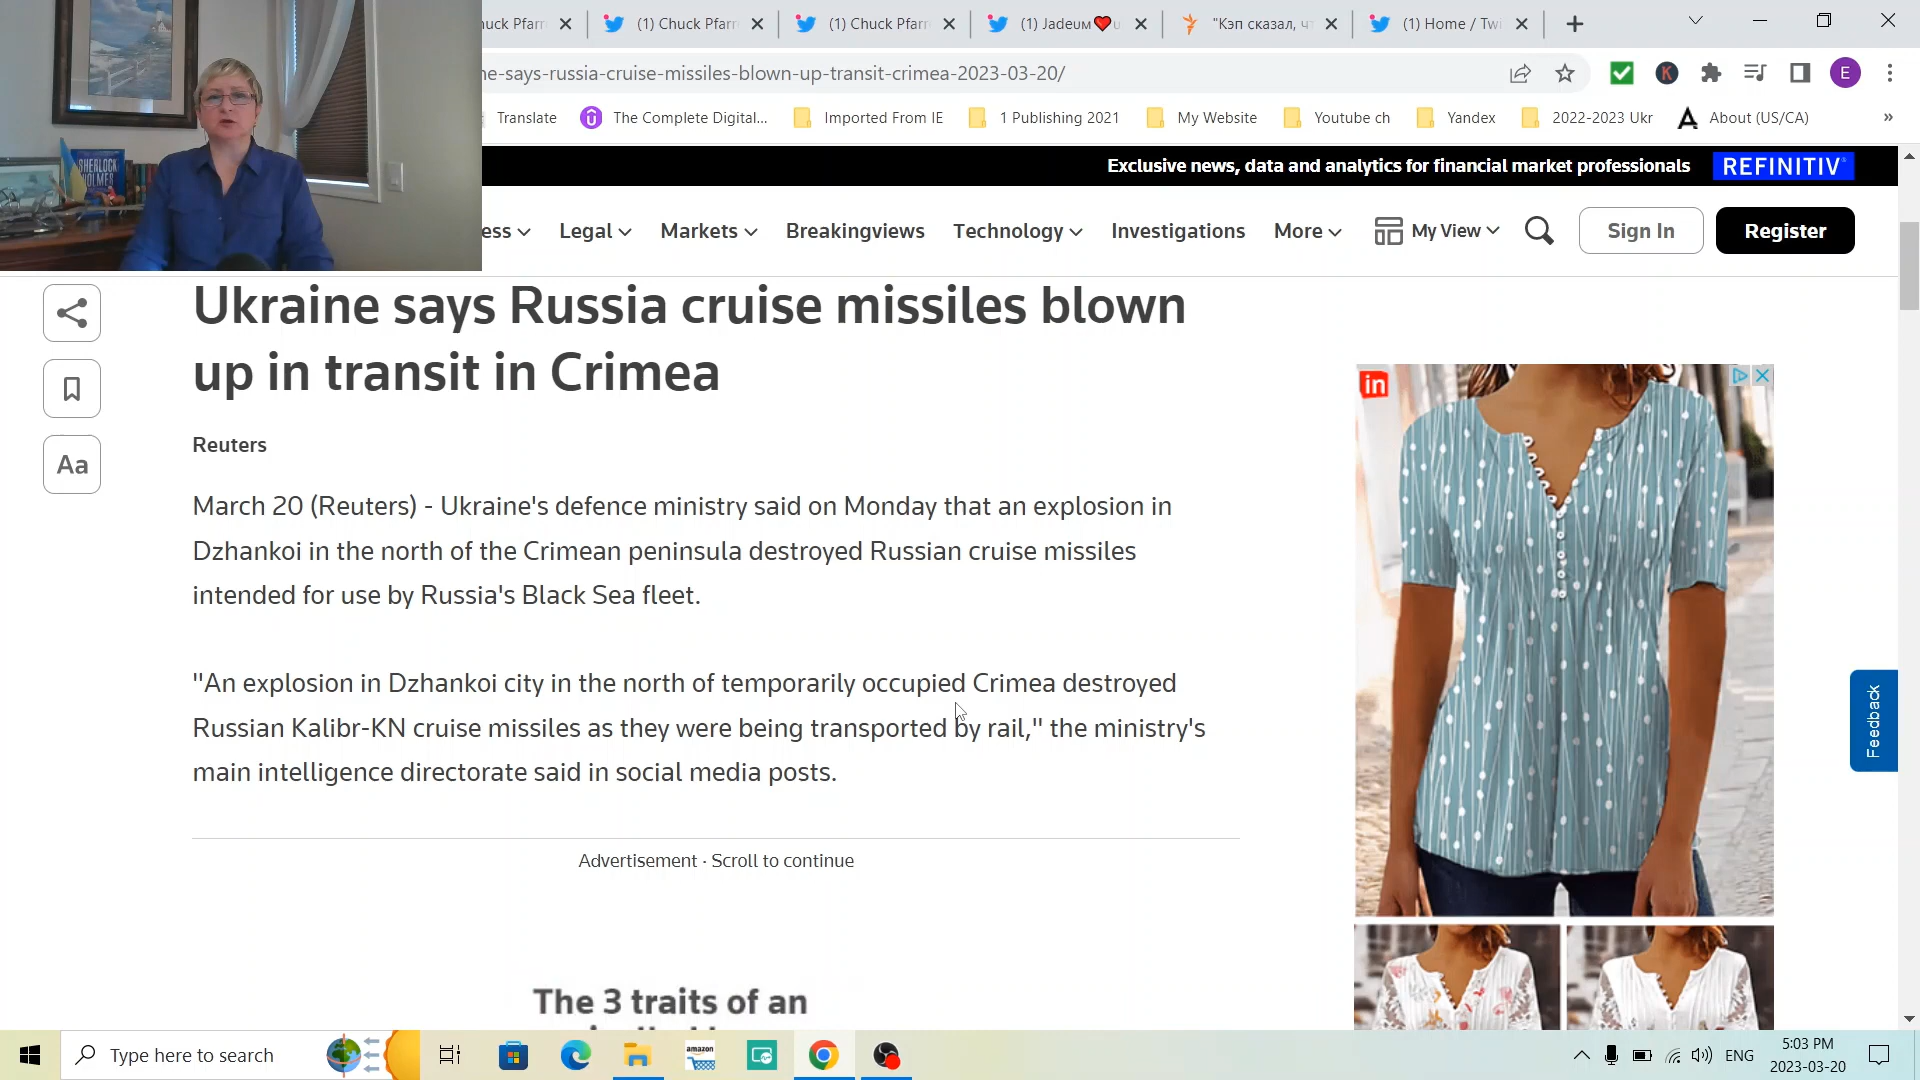 huck Pfarr
(1) Chuck Pfarr
(1) Chuck Pfarr
(1) Jadeuм❤️u
"Кэп сказал, чт
(1) Home / Twi
ne-says-russia-cruise-missiles-blown-up-transit-crimea-2023-03-20/
K
E
Translate
The Complete Digital...
Imported From IE
1 Publishing 2021
My Website
Youtube ch
Yandex
2022-2023 Ukr
About (US/CA)
»
SHERLOCK
HOLMES
Exclusive news, data and analytics for financial market professionals
REFINITIV
ess
Legal
Markets
Breakingviews
Technology
Investigations
More
My View
Sign In
Register
Ukraine says Russia cruise missiles blown
up in transit in Crimea
Reuters
Aa
March 20 (Reuters) - Ukraine's defence ministry said on Monday that an explosion in
Dzhankoi in the north of the Crimean peninsula destroyed Russian cruise missiles
intended for use by Russia's Black Sea fleet.
"An explosion in Dzhankoi city in the north of temporarily occupied Crimea destroyed
Russian Kalibr-KN cruise missiles as they were being transported by rail," the ministry's
main intelligence directorate said in social media posts.
Advertisement · Scroll to continue
The 3 traits of an
in
Feedback
Type here to search
amazon
ENG
5:03 PM
2023-03-20